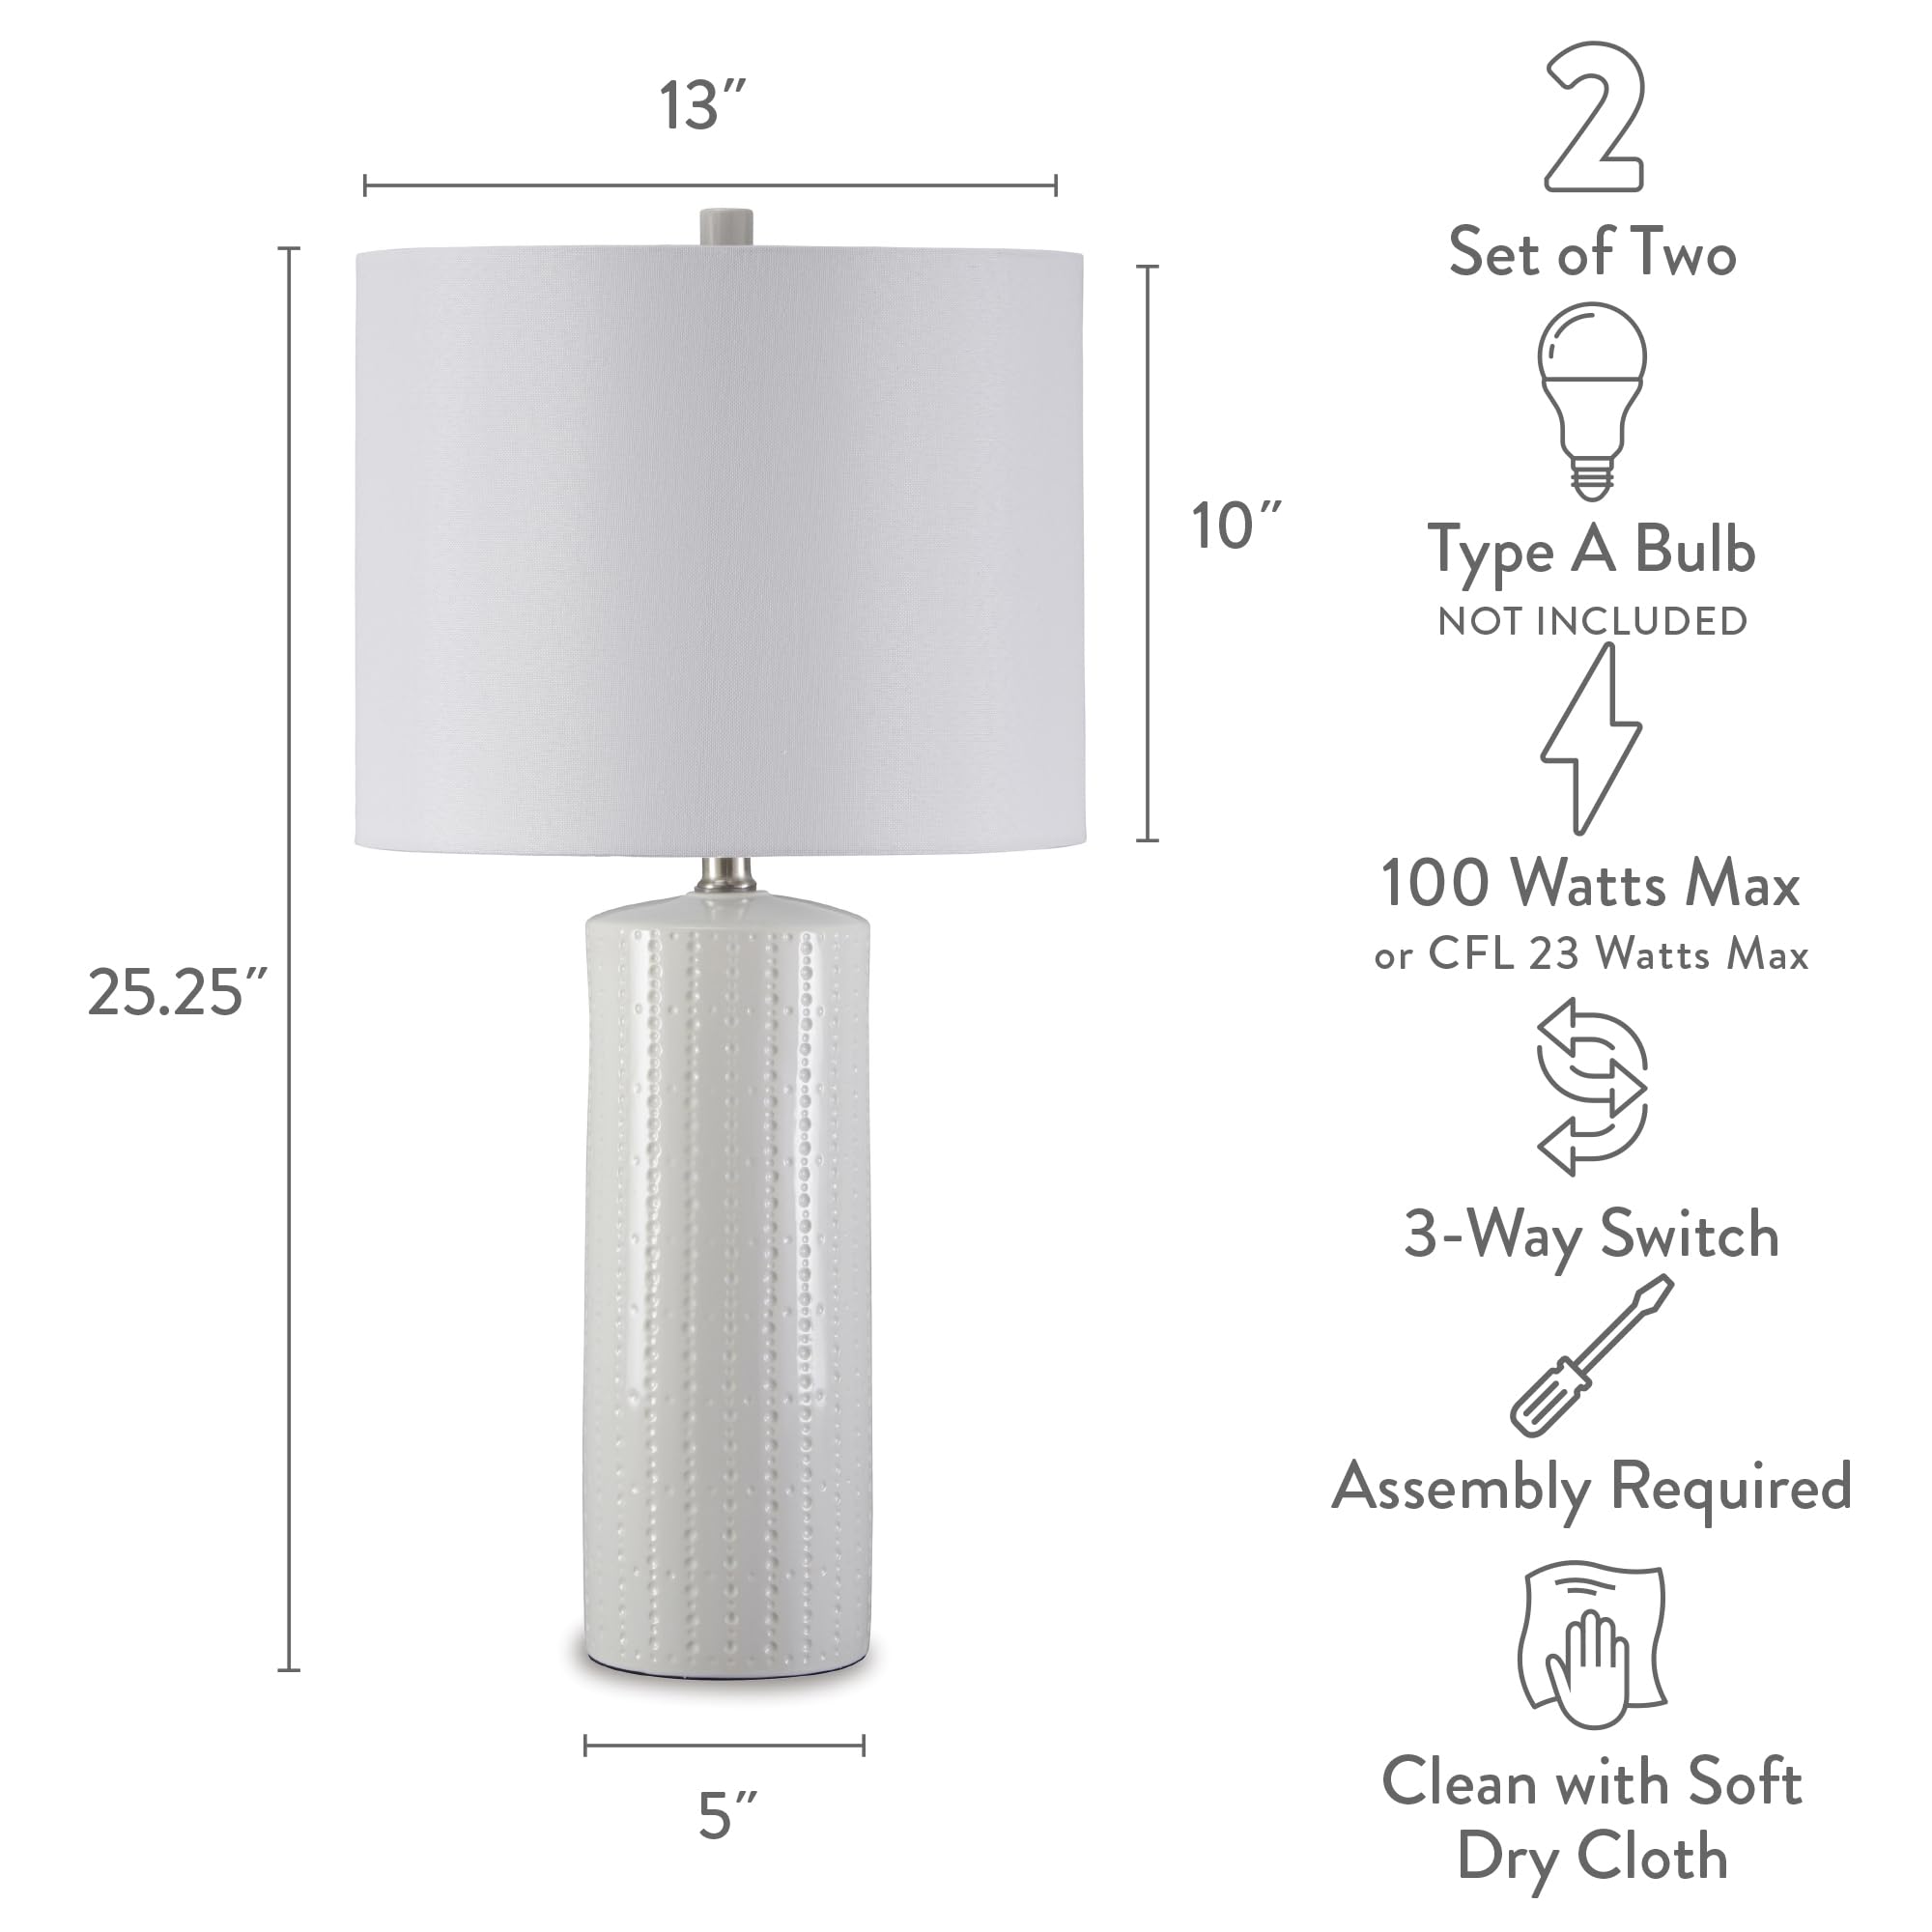 13"
10"
25.25"
5"
2
Set of Two
Type A Bulb
NOT INCLUDED
100 Watts Max
or CFL 23 Watts Max
3-Way Switch
Assembly Required
Clean with Soft
Dry Cloth